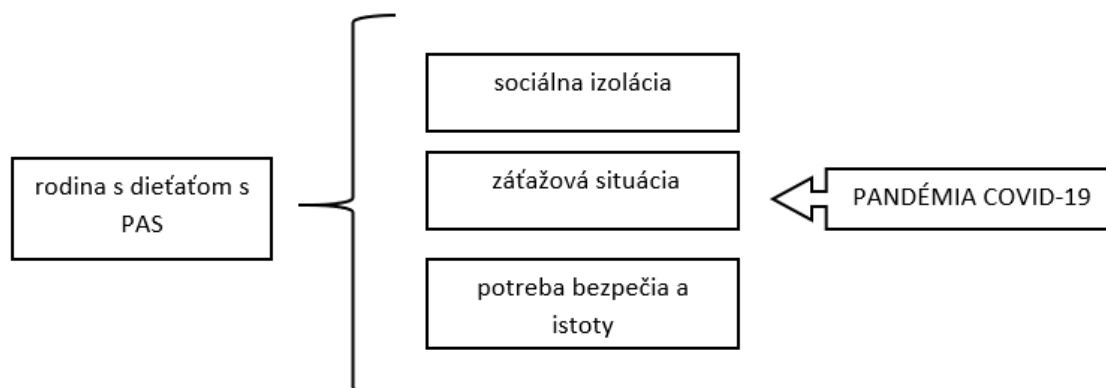 sociálna izolácia
rodina s dieťaťom s
PAS
záťažová situácia
PANDÉMIA COVID-19
potreba bezpečia a
istoty